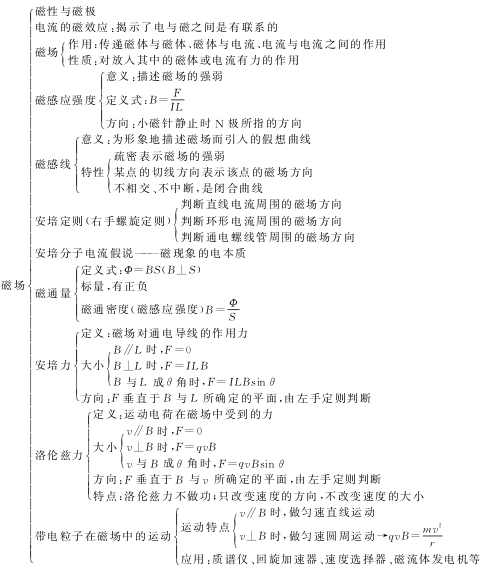 磁性与磁极
电流的磁效应:揭示了电与磁之间是有联系的
磁场
作用:传递磁体与磁体、磁体与电流、电流与电流之间的作用
性质:对放入其中的磁体或电流有力的作用
磁感应强度
意义:描述磁场的强弱
定义式:B=F/IL
方向:小磁针静止时N极所指的方向
磁感线
意义:为形象地描述磁场而引入的假想曲线
特性
疏密表示磁场的强弱
某点的切线方向表示该点的磁场方向
不相交、不中断,是闭合曲线
安培定则(右手螺旋定则)
判断直线电流周围的磁场方向
判断环形电流周围的磁场方向
判断通电螺线管周围的磁场方向
安培分子电流假说——磁现象的电本质
磁场
磁通量
定义式:Φ=BS(B⊥S)
标量,有正负
磁通密度(磁感应强度)B=Φ/S
安培力
定义:磁场对通电导线的作用力
大小
B∥L时,F=0
B⊥L时,F=ILB
B与L成θ角时,F=ILBsin θ
方向:F垂直于B与L所确定的平面,由左手定则判断
洛伦兹力
定义:运动电荷在磁场中受到的力
大小
v∥B时,F=0
v⊥B时,F=qvB
v与B成θ角时,F=qvBsin θ
方向:F垂直于B与v所确定的平面,由左手定则判断
特点:洛伦兹力不做功;只改变速度的方向,不改变速度的大小
带电粒子在磁场中的运动
运动特点
v∥B时,做匀速直线运动
v⊥B时,做匀速圆周运动→qvB=mv²/r
应用:质谱仪、回旋加速器、速度选择器、磁流体发电机等